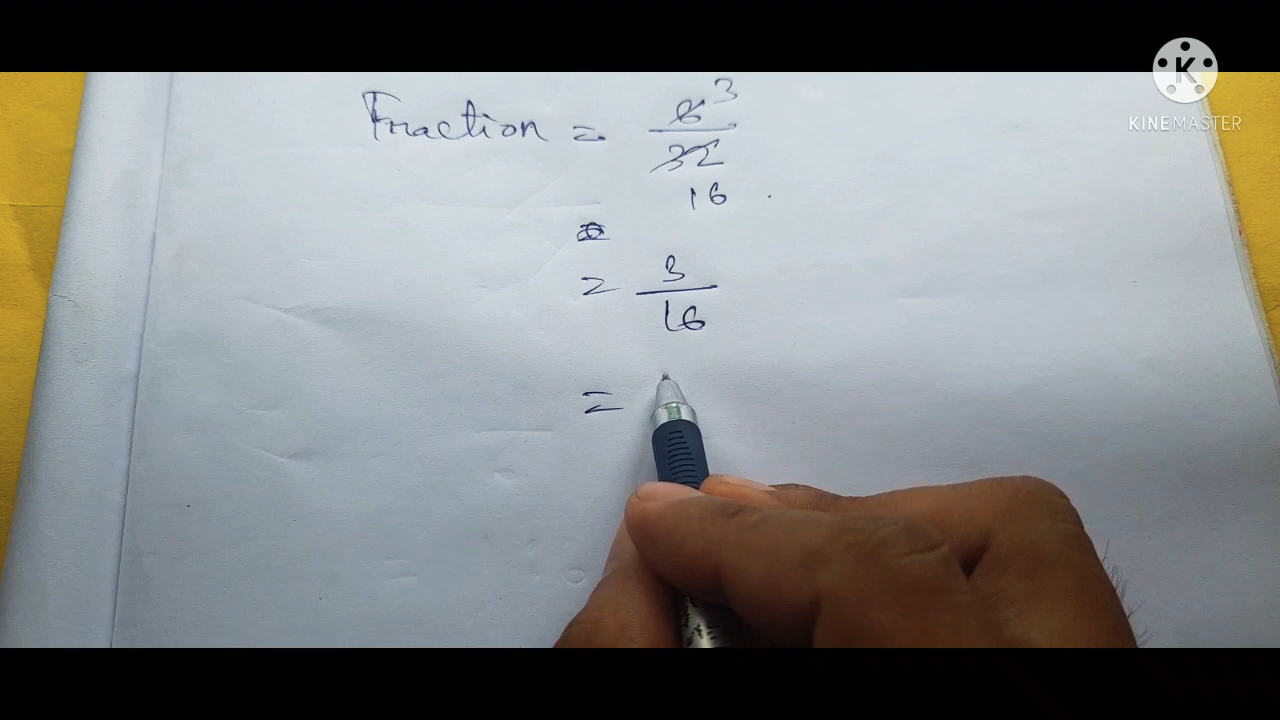 K
KINEMASTER
Fraction = 6 3
32
16
= 3
16
=